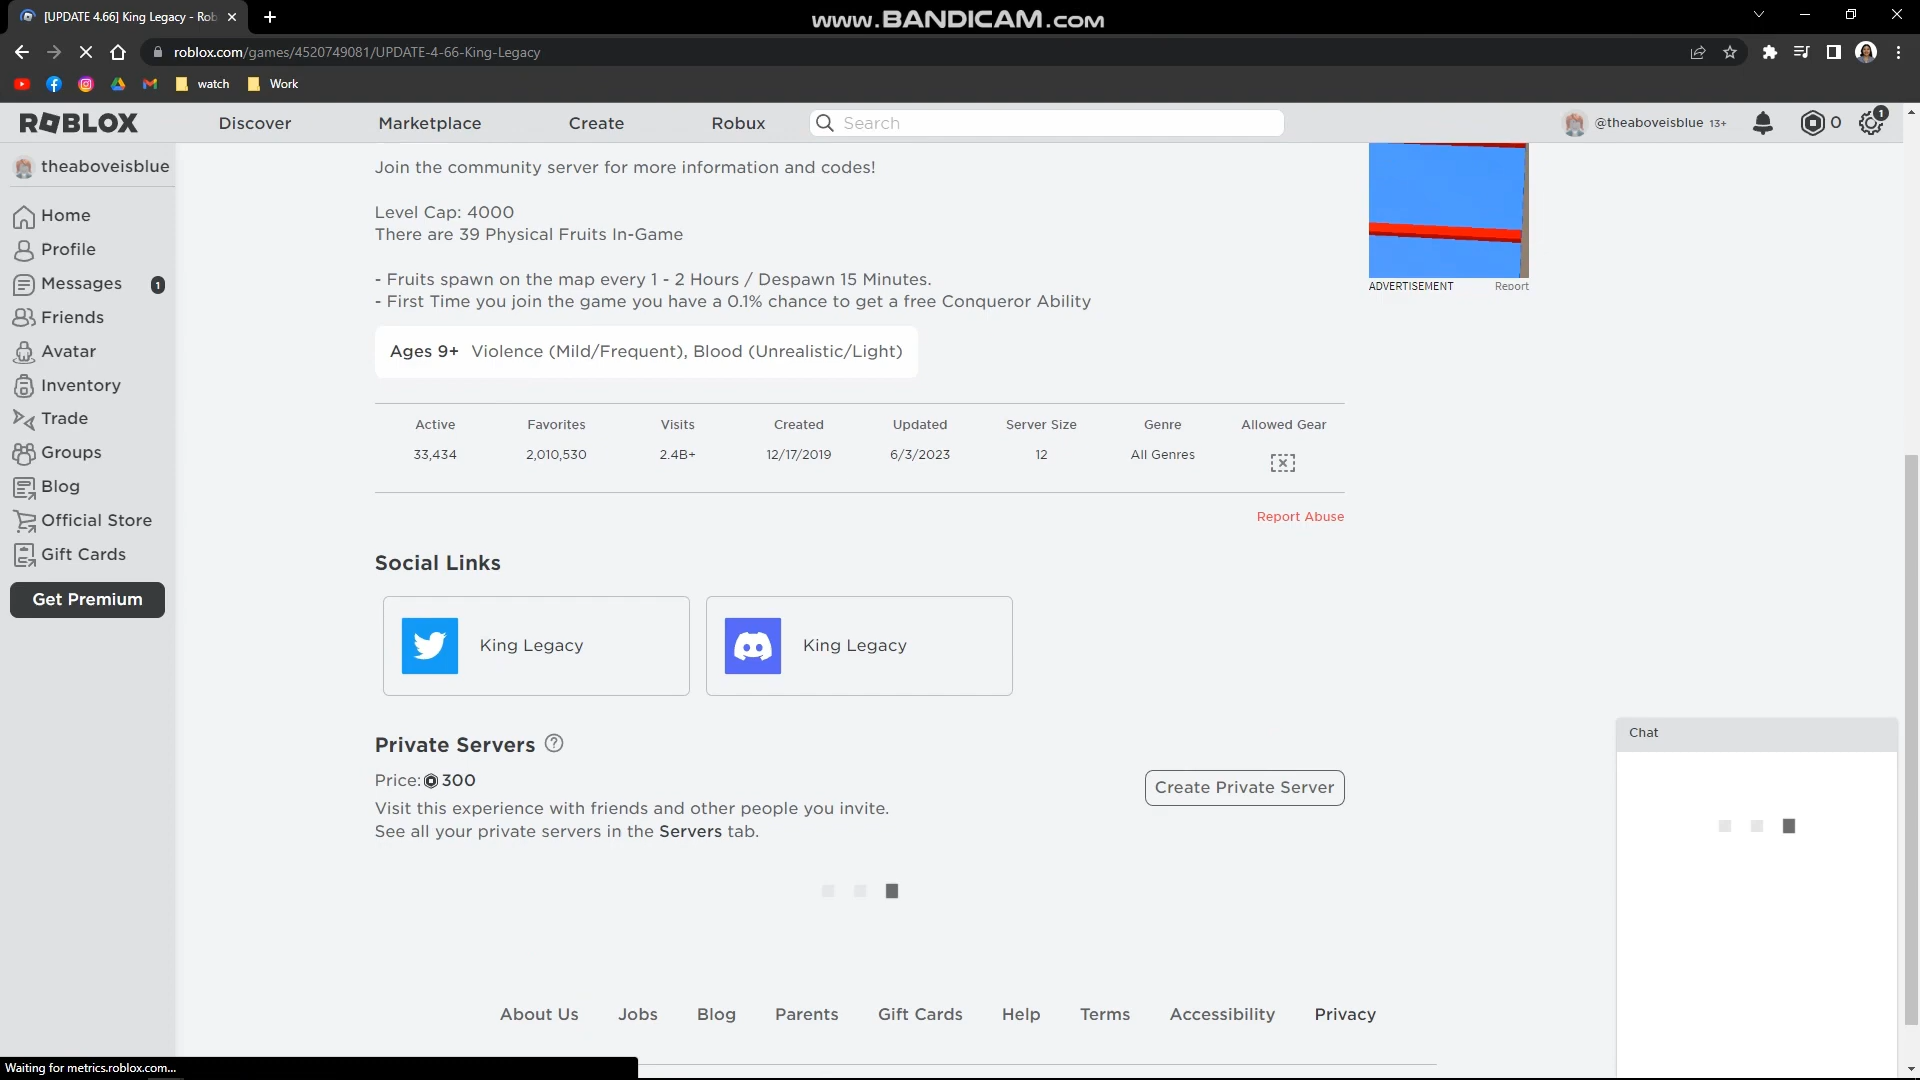 [UPDATE 4.66] King Legacy - Rob
www.BANDICAM.com
roblox.com/games/4520749081/UPDATE-4-66-King-Legacy
watch
Work
ROBLOX
Discover
Marketplace
Create
Robux
Search
@theaboveisblue 13+
0
1
theaboveisblue
Home
Profile
Messages
1
Friends
Avatar
Inventory
Trade
Groups
Blog
Official Store
Gift Cards
Get Premium
Join the community server for more information and codes!
Level Cap: 4000
There are 39 Physical Fruits In-Game
- Fruits spawn on the map every 1 - 2 Hours / Despawn 15 Minutes.
- First Time you join the game you have a 0.1% chance to get a free Conqueror Ability
ADVERTISEMENT
Report
Ages 9+ Violence (Mild/Frequent), Blood (Unrealistic/Light)
Active Favorites Visits Created Updated Server Size Genre Allowed Gear
33,434 2,010,530 2.4B+ 12/17/2019 6/3/2023 12 All Genres
Report Abuse
Social Links
King Legacy
King Legacy
Private Servers
Price: 300
Create Private Server
Visit this experience with friends and other people you invite.
See all your private servers in the Servers tab.
Chat
About Us Jobs Blog Parents Gift Cards Help Terms Accessibility Privacy
Waiting for metrics.roblox.com...